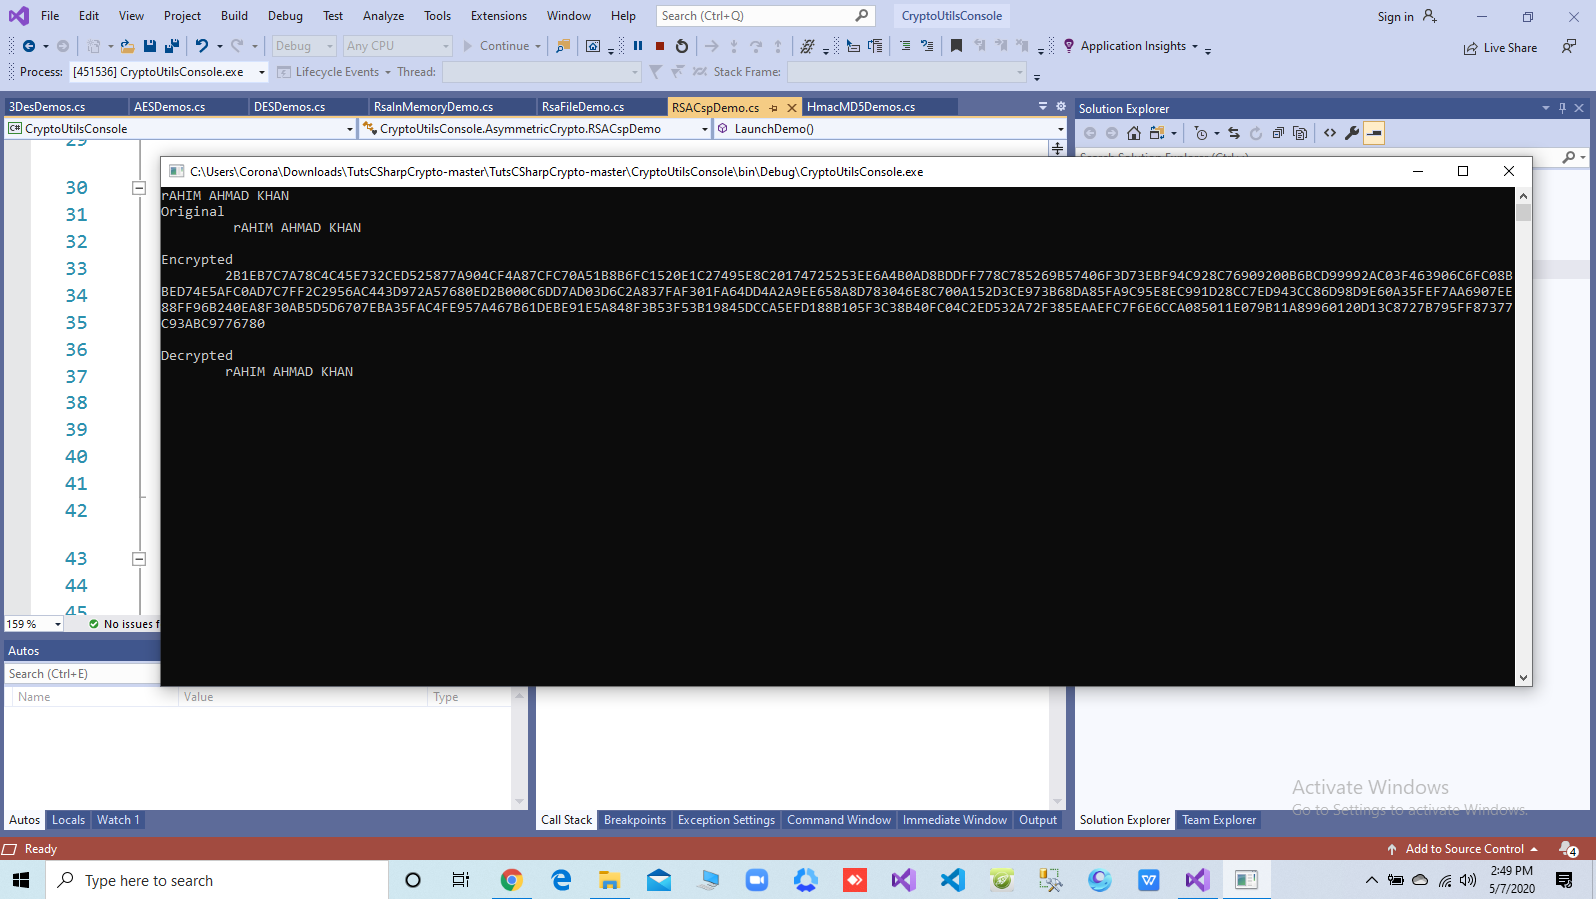 File Edit View Project Build Debug Test Analyze Tools Extensions Window Help Search (Ctrl+Q) CryptoUtilsConsole Sign in
Debug Any CPU Continue Application Insights Live Share
Process: [451536] CryptoUtilsConsole.exe Lifecycle Events Thread: Stack Frame:
3DesDemos.cs AESDemos.cs DESDemos.cs RsaInMemoryDemo.cs RsaFileDemo.cs RSACspDemo.cs HmacMD5Demos.cs Solution Explorer
CryptoUtilsConsole CryptoUtilsConsole.AsymmetricCrypto.RSACspDemo LaunchDemo()
29
C:\Users\Corona\Downloads\TutsCSharpCrypto-master\TutsCSharpCrypto-master\CryptoUtilsConsole\bin\Debug\CryptoUtilsConsole.exe
rAHIM AHMAD KHAN
Original
rAHIM AHMAD KHAN
Encrypted
2B1EB7C7A78C4C45E732CED525877A904CF4A87CFC70A51B8B6FC1520E1C27495E8C20174725253EE6A4B0AD8BDDFF778C785269B57406F3D73EBF94C928C76909200B6BCD99992AC03F463906C6FC08B
BED74E5AFC0AD7C7FF2C2956AC443D972A57680ED2B000C6DD7AD03D6C2A837FAF301FA64DD4A2A9EE658A8D783046E8C700A152D3CE973B68DA85FA9C95E8EC991D28CC7ED943CC86D98D9E60A35FEF7AA6907EE
88FF96B240EA8F30AB5D5D6707EBA35FAC4FE957A467B61DEBE91E5A848F3B53F53B19845DCCA5EFD188B105F3C38B40FC04C2ED532A72F385EAAEFC7F6E6CCA085011E079B11A89960120D13C8727B795FF87377
C93ABC9776780
Decrypted
rAHIM AHMAD KHAN
30
31
32
33
34
35
36
37
38
39
40
41
42
43
44
45
159 % No issues f
Autos
Search (Ctrl+E)
Name Value Type
Activate Windows
Go to Settings to activate Windows.
Autos Locals Watch 1 Call Stack Breakpoints Exception Settings Command Window Immediate Window Output Solution Explorer Team Explorer
Ready Add to Source Control 4
Type here to search 2:49 PM
5/7/2020